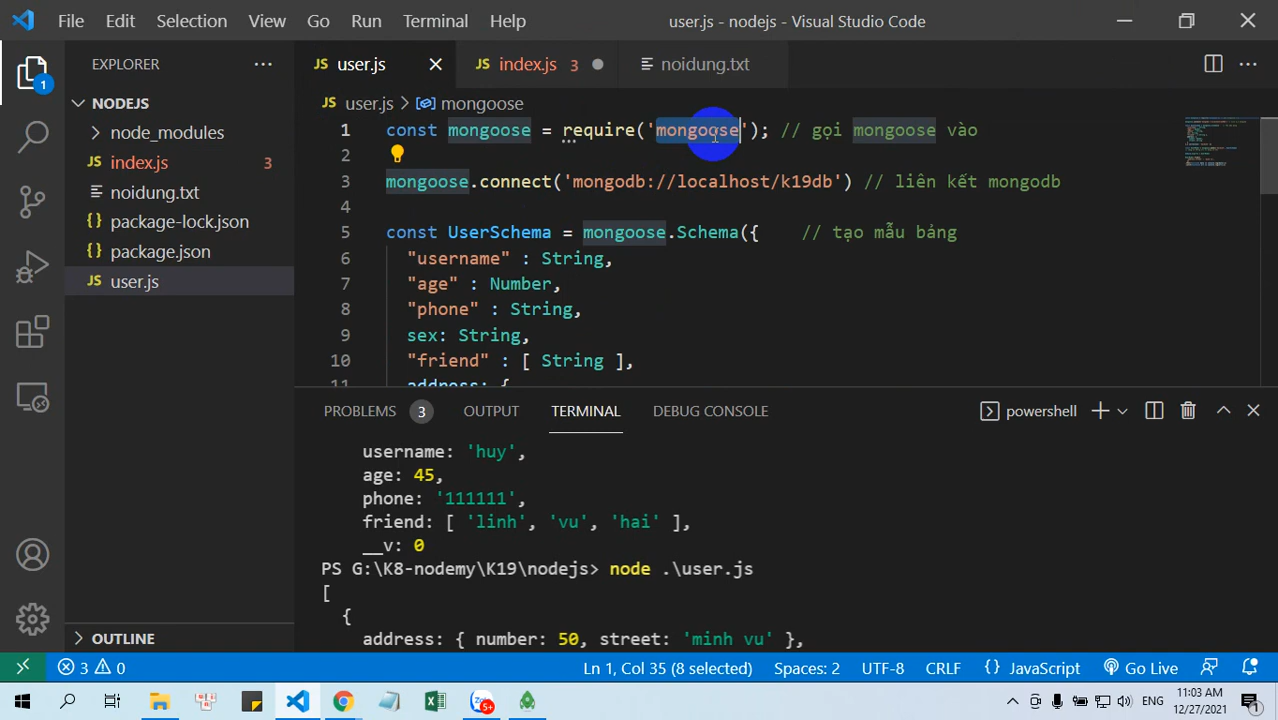 File Edit Selection View Go Run Terminal Help user.js - nodejs - Visual Studio Code
EXPLORER
user.js
index.js 3
noidung.txt
NODEJS
node_modules
JS index.js 3
noidung.txt
{} package-lock.json
{} package.json
JS user.js
OUTLINE
JS user.js > mongoose
1 const mongoose = require('mongoose'); // gọi mongoose vào
2
3 mongoose.connect('mongodb://localhost/k19db') // liên kết mongodb
4
5 const UserSchema = mongoose.Schema({ // tạo mẫu bảng
6 "username" : String,
7 "age" : Number,
8 "phone" : String,
9 sex: String,
10 "friend" : [ String ],
11 address: {
PROBLEMS 3 OUTPUT TERMINAL DEBUG CONSOLE powershell
username: 'huy',
age: 45,
phone: '111111',
friend: [ 'linh', 'vu', 'hai' ],
__v: 0
PS G:\K8-nodemy\K19\nodejs> node .\user.js
[
{
address: { number: 50, street: 'minh vu' },
3 0 Ln 1, Col 35 (8 selected) Spaces: 2 UTF-8 CRLF {} JavaScript Go Live
5+ ENG 11:03 AM
12/27/2021 1